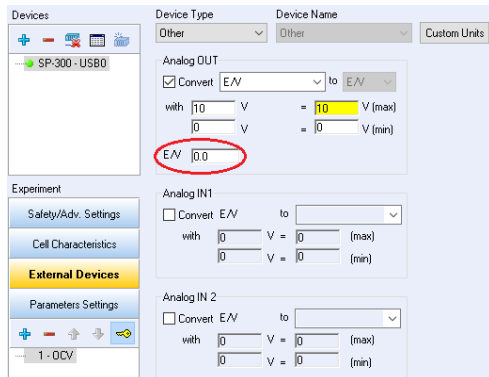 Devices
SP-300 - USB0
Experiment
Safety/Adv. Settings
Cell Characteristics
External Devices
Parameters Settings
1 - OCV
Device Type Device Name
Other Other Custom Units
Analog OUT
Convert E/V to E/V
with 10 V = 10 V (max)
0 V = 0 V (min)
E/V 0.0
Analog IN1
Convert E/V to
with 0 V = 0 (max)
0 V = 0 (min)
Analog IN 2
Convert E/V to
with 0 V = 0 (max)
0 V = 0 (min)